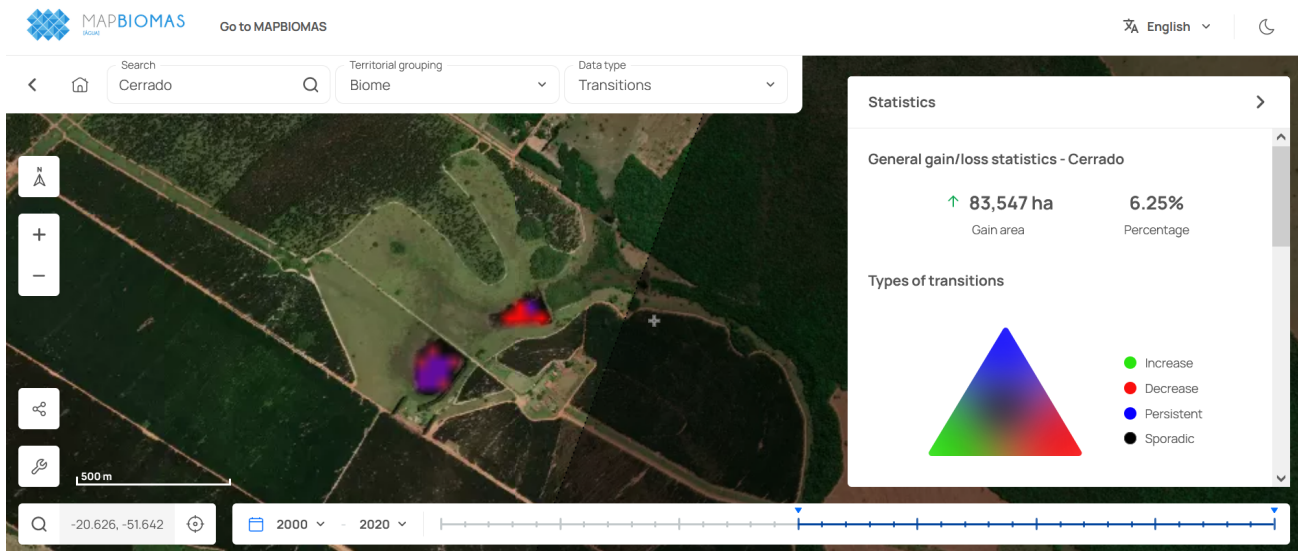 MAPBIOMAS
(ÁGUA)
Go to MAPBIOMAS
English
Search
Cerrado
Territorial grouping
Biome
Data type
Transitions
Statistics
General gain/loss statistics - Cerrado
83,547 ha
6.25%
Gain area
Percentage
Types of transitions
Increase
Decrease
Persistent
Sporadic
N
+
−
500 m
-20.626, -51.642
2000 - 2020